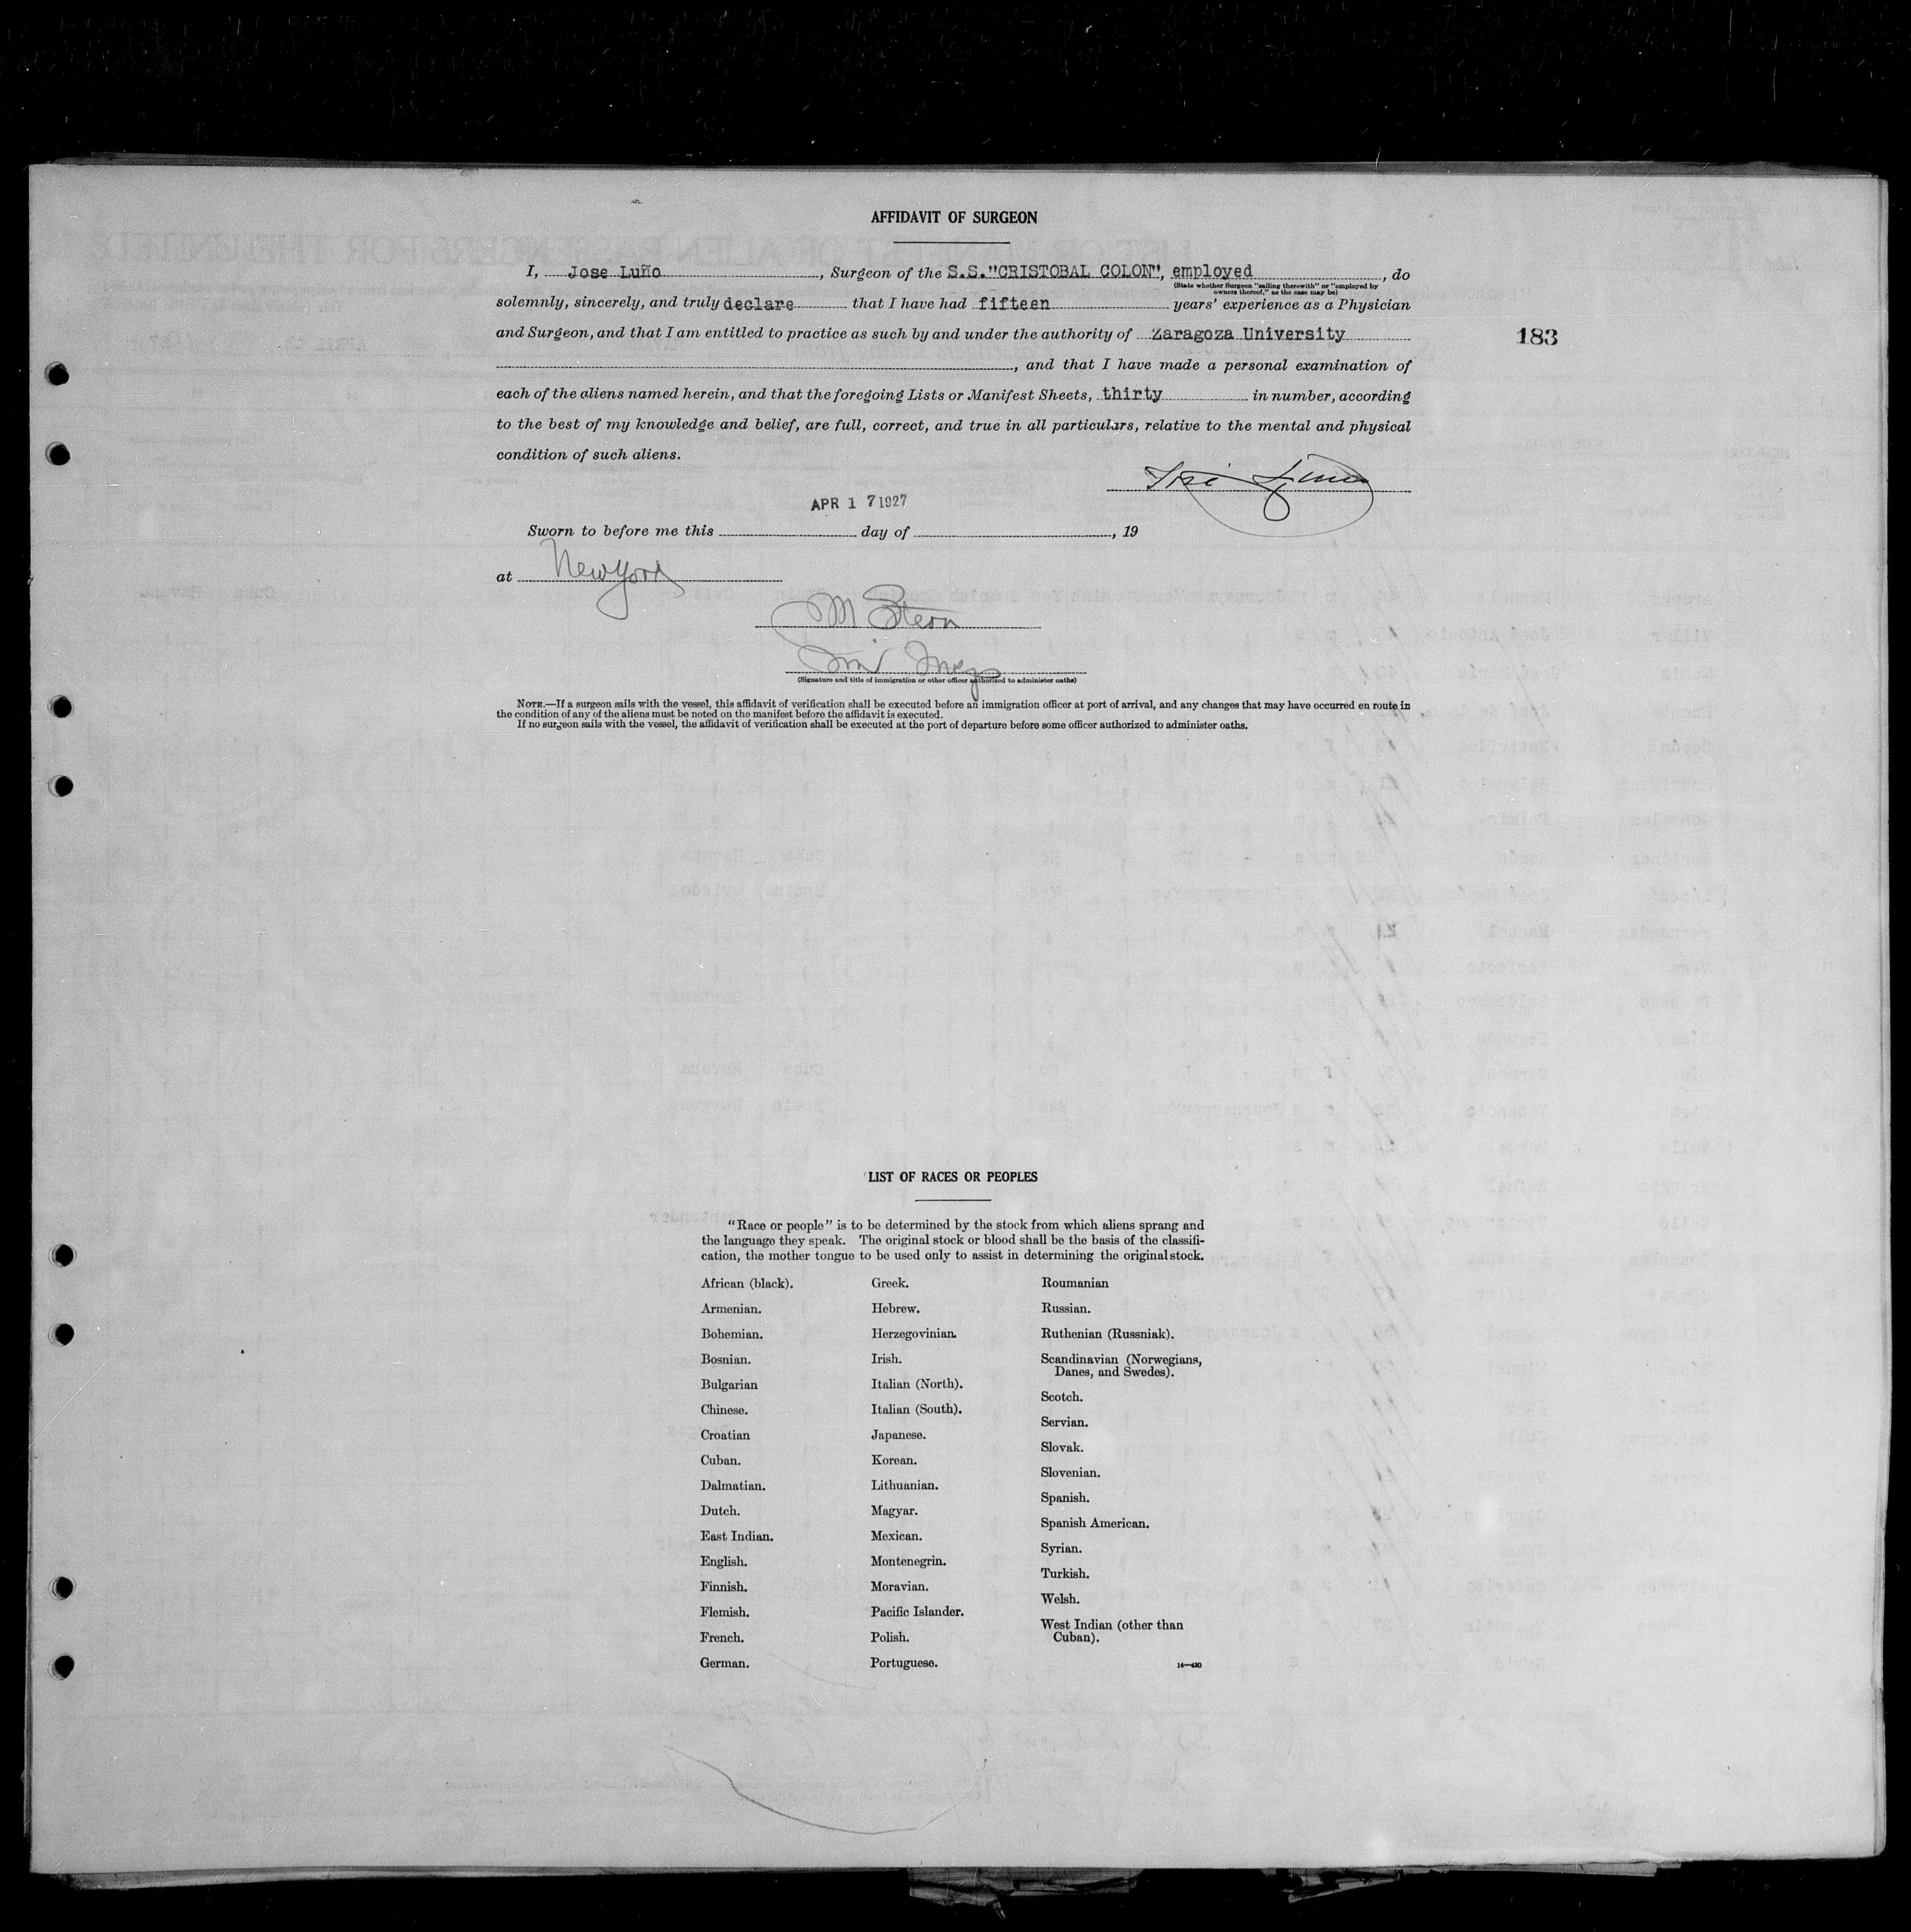 AFFIDAVIT OF SURGEON
I, Jose Luño, Surgeon of the S.S."CRISTOBAL COLON", employed, do
(State whether Surgeon "sailing therewith" or "employed by
owners thereof," as the case may be)
solemnly, sincerely, and truly declare that I have had fifteen years' experience as a Physician
and Surgeon, and that I am entitled to practice as such by and under the authority of Zaragoza University
183
, and that I have made a personal examination of
each of the aliens named herein, and that the foregoing Lists or Manifest Sheets, thirty in number, according
to the best of my knowledge and belief, are full, correct, and true in all particulars, relative to the mental and physical
condition of such aliens.
APR 17 1927
Sworn to before me this day of , 19
at New York
M Stern
(Signature and title of immigration or other officer authorized to administer oaths)
NOTE.—If a surgeon sails with the vessel, this affidavit of verification shall be executed before an immigration officer at port of arrival, and any changes that may have occurred en route in
the condition of any of the aliens must be noted on the manifest before the affidavit is executed.
If no surgeon sails with the vessel, the affidavit of verification shall be executed at the port of departure before some officer authorized to administer oaths.
LIST OF RACES OR PEOPLES
"Race or people" is to be determined by the stock from which aliens sprang and
the language they speak. The original stock or blood shall be the basis of the classifi-
cation, the mother tongue to be used only to assist in determining the original stock.
African (black).
Armenian.
Bohemian.
Bosnian.
Bulgarian
Chinese.
Croatian
Cuban.
Dalmatian.
Dutch.
East Indian.
English.
Finnish.
Flemish.
French.
German.
Greek.
Hebrew.
Herzegovinian.
Irish.
Italian (North).
Italian (South).
Japanese.
Korean.
Lithuanian.
Magyar.
Mexican.
Montenegrin.
Moravian.
Pacific Islander.
Polish.
Portuguese.
Roumanian
Russian.
Ruthenian (Russniak).
Scandinavian (Norwegians,
Danes, and Swedes).
Scotch.
Servian.
Slovak.
Slovenian.
Spanish.
Spanish American.
Syrian.
Turkish.
Welsh.
West Indian (other than
Cuban).
14—430